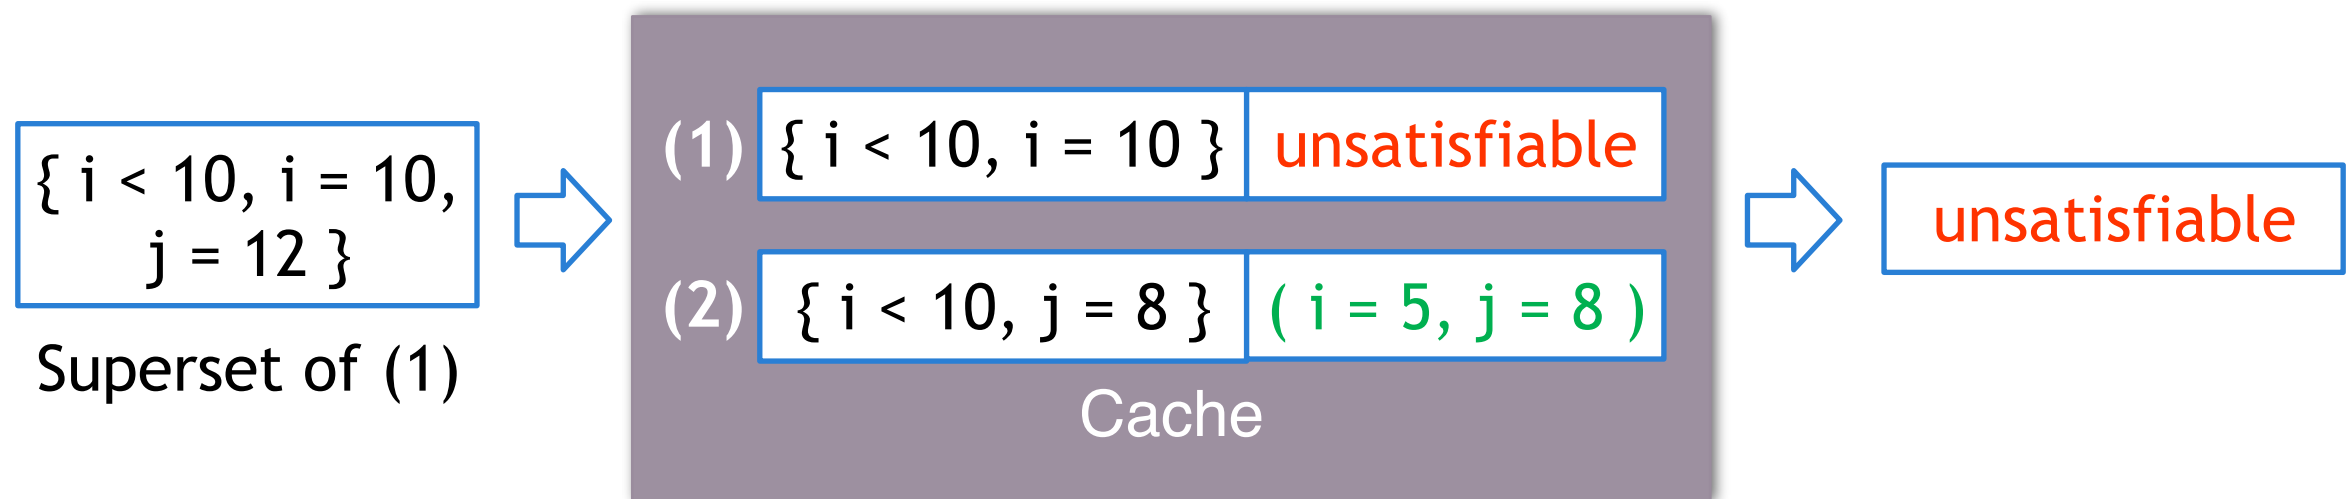 { i < 10, i = 10,
j = 12 }
Superset of (1)
(1) { i < 10, i = 10 } unsatisfiable
(2) { i < 10, j = 8 } ( i = 5, j = 8 )
Cache
unsatisfiable